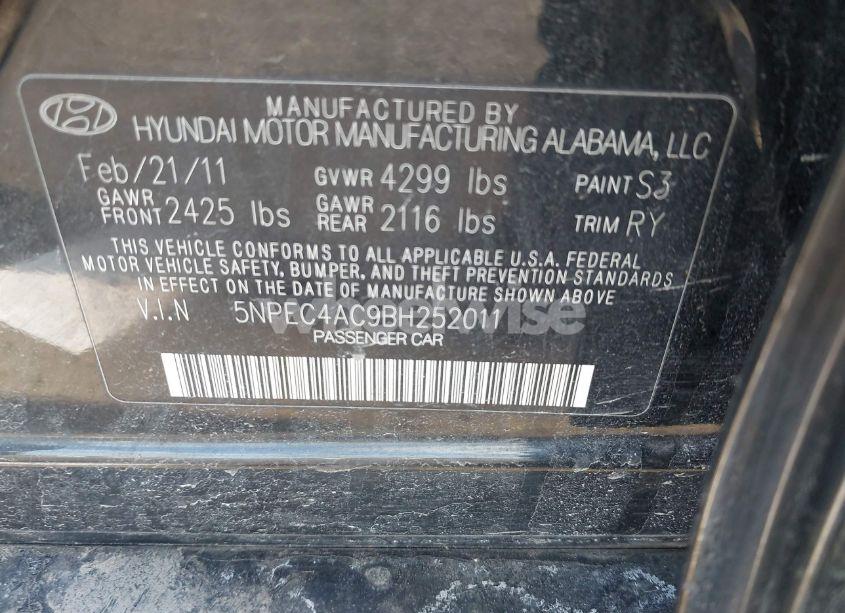 MANUFACTURED BY
HYUNDAI MOTOR MANUFACTURING ALABAMA, LLC
Feb/21/11 GVWR 4299 lbs PAINT S3
GAWR FRONT 2425 lbs GAWR REAR 2116 lbs TRIM RY
THIS VEHICLE CONFORMS TO ALL APPLICABLE U.S.A. FEDERAL
MOTOR VEHICLE SAFETY, BUMPER, AND THEFT PREVENTION STANDARDS
IN EFFECT ON THE DATE OF MANUFACTURE SHOWN ABOVE
V.I.N 5NPEC4AC9BH252011
PASSENGER CAR